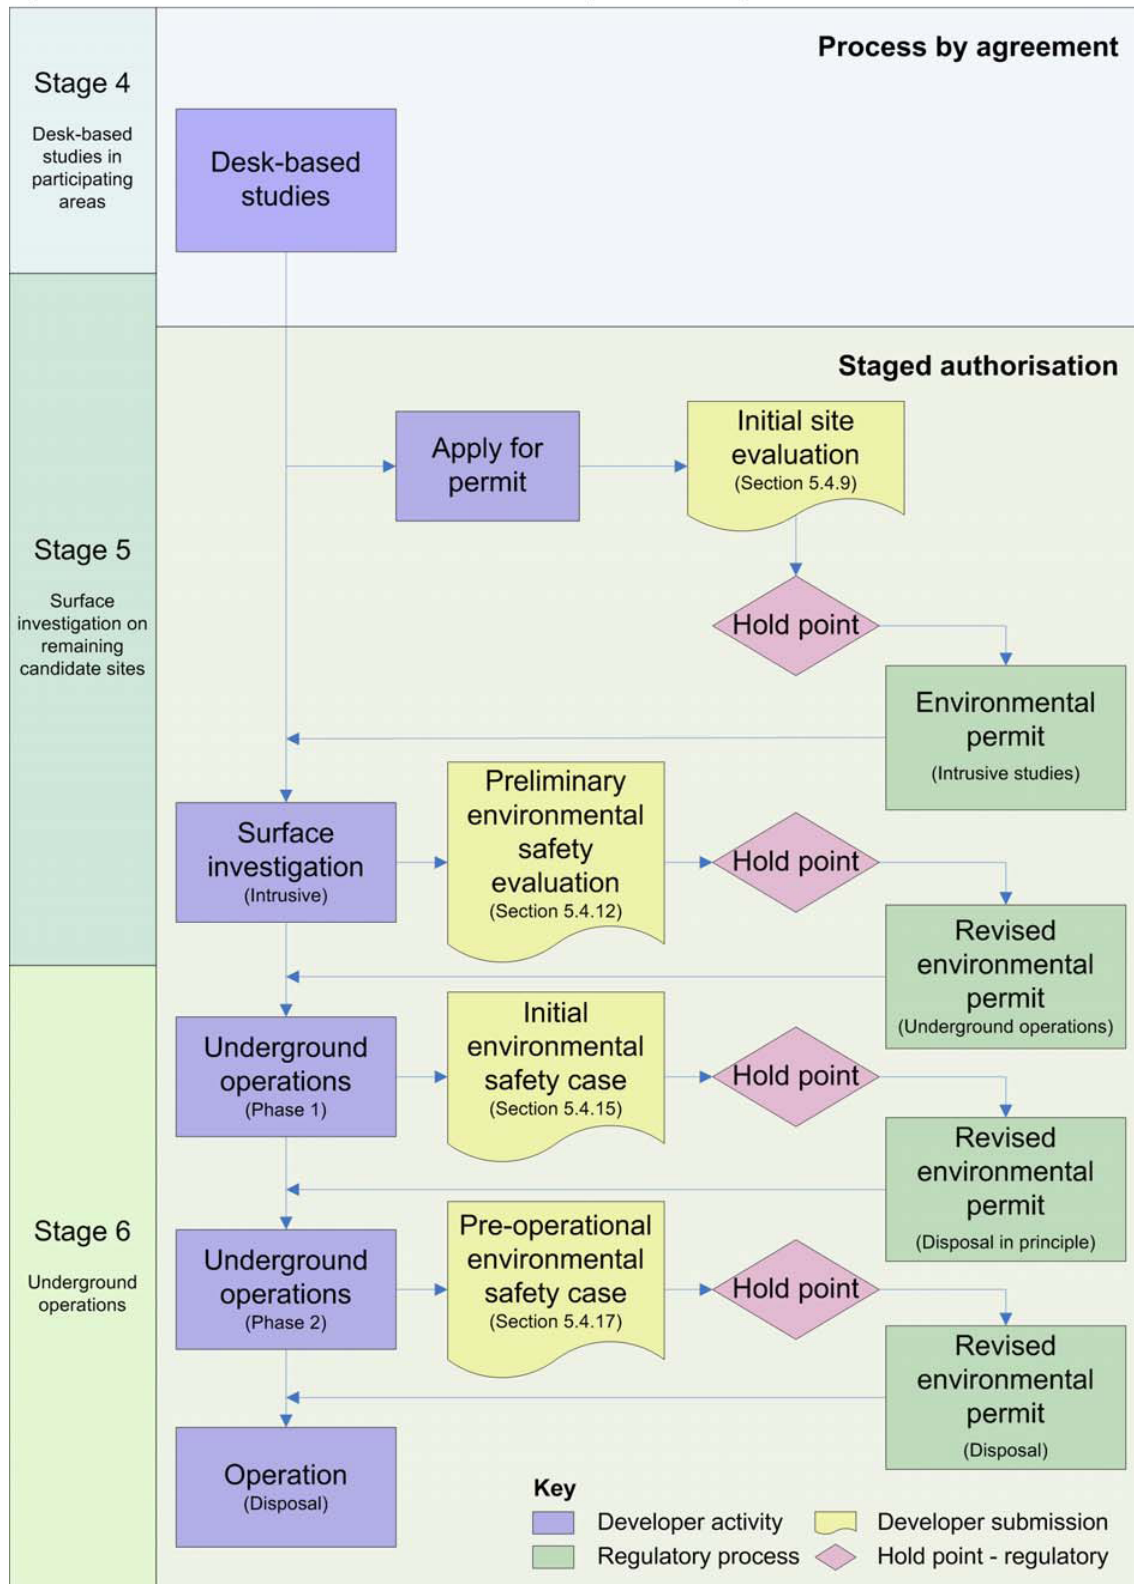 Process by agreement
Stage 4
Desk-based
studies in
participating
areas
Desk-based
studies
Staged authorisation
Stage 5
Surface
investigation on
remaining
candidate sites
Apply for
permit
Initial site
evaluation
(Section 5.4.9)
Hold point
Environmental
permit
(Intrusive studies)
Surface
investigation
(Intrusive)
Preliminary
environmental
safety
evaluation
(Section 5.4.12)
Hold point
Revised
environmental
permit
(Underground operations)
Stage 6
Underground
operations
Underground
operations
(Phase 1)
Initial
environmental
safety case
(Section 5.4.15)
Hold point
Revised
environmental
permit
(Disposal in principle)
Underground
operations
(Phase 2)
Pre-operational
environmental
safety case
(Section 5.4.17)
Hold point
Revised
environmental
permit
(Disposal)
Operation
(Disposal)
Key
Developer activity
Developer submission
Regulatory process
Hold point - regulatory